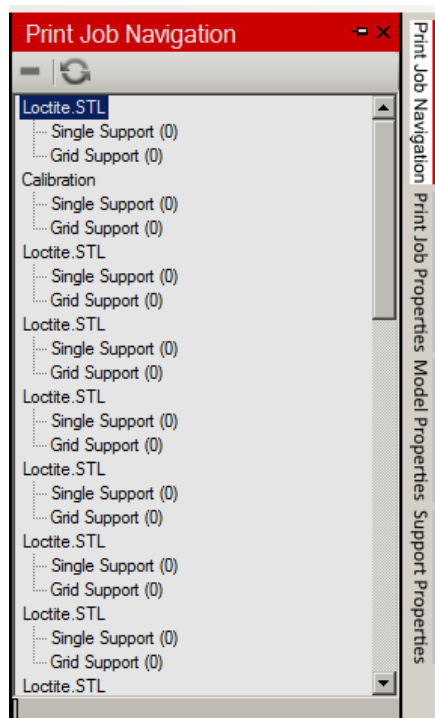 Print Job Navigation
Loctite.STL
Single Support (0)
Grid Support (0)
Calibration
Single Support (0)
Grid Support (0)
Loctite.STL
Single Support (0)
Grid Support (0)
Loctite.STL
Single Support (0)
Grid Support (0)
Loctite.STL
Single Support (0)
Grid Support (0)
Loctite.STL
Single Support (0)
Grid Support (0)
Loctite.STL
Single Support (0)
Grid Support (0)
Loctite.STL
Single Support (0)
Grid Support (0)
Loctite.STL
Print Job Navigation
Print Job Properties
Model Properties
Support Properties